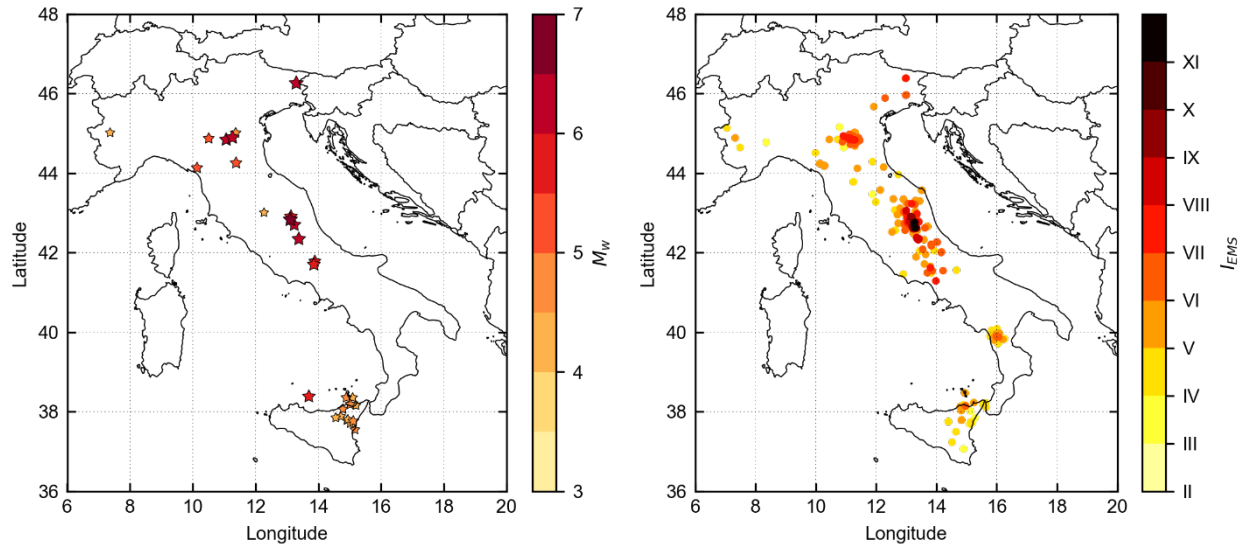 48
46
44
42
40
38
36
Latitude
6 8 10 12 14 16 18 20
Longitude
7
6
5
4
3
M_w
48
46
44
42
40
38
36
Latitude
6 8 10 12 14 16 18 20
Longitude
XI
X
IX
VIII
VII
VI
V
IV
III
II
I_EMS